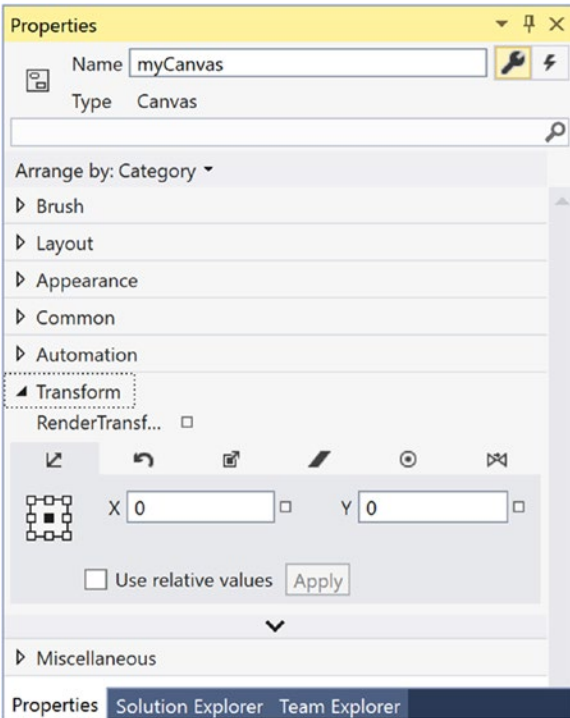 Properties
Name myCanvas
Type Canvas
Arrange by: Category
Brush
Layout
Appearance
Common
Automation
Transform
RenderTransf...
X 0 Y 0
Use relative values Apply
Miscellaneous
Properties Solution Explorer Team Explorer